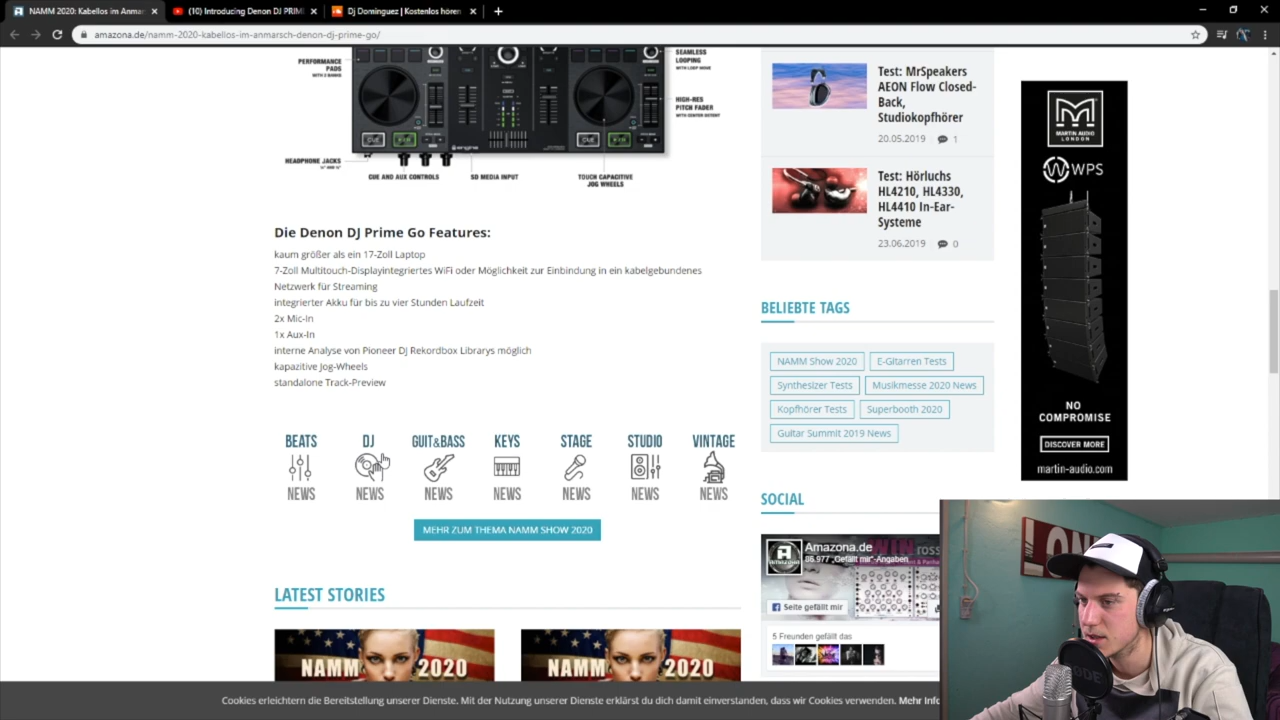 NAMM 2020: Kabellos im Anmar
(10) Introducing Denon DJ PRIM
Dj Dominguez | Kostenlos hören
amazona.de/namm-2020-kabellos-im-anmarsch-denon-dj-prime-go/
PERFORMANCE
PADS
SEAMLESS
LOOPING
HIGH-RES
PITCH FADER
CUE
CUE
HEADPHONE JACKS
CUE AND AUX CONTROLS
SD MEDIA INPUT
TOUCH CAPACITIVE
JOG WHEELS
Die Denon DJ Prime Go Features:
kaum größer als ein 17-Zoll Laptop
7-Zoll Multitouch-Displayintegriertes WiFi oder Möglichkeit zur Einbindung in ein kabelgebundenes
Netzwerk für Streaming
integrierter Akku für bis zu vier Stunden Laufzeit
2x Mic-In
1x Aux-In
interne Analyse von Pioneer DJ Rekordbox Librarys möglich
kapazitive Jog-Wheels
standalone Track-Preview
BEATS
NEWS
DJ
NEWS
GUIT&BASS
NEWS
KEYS
NEWS
STAGE
NEWS
STUDIO
NEWS
VINTAGE
NEWS
MEHR ZUM THEMA NAMM SHOW 2020
LATEST STORIES
NAMM 2020
NAMM 2020
Test: MrSpeakers
AEON Flow Closed-
Back,
Studiokopfhörer
20.05.2019 1
Test: Hörluchs
HL4210, HL4330,
HL4410 In-Ear-
Systeme
23.06.2019 0
BELIEBTE TAGS
NAMM Show 2020
E-Gitarren Tests
Synthesizer Tests
Musikmesse 2020 News
Kopfhörer Tests
Superbooth 2020
Guitar Summit 2019 News
SOCIAL
Amazona.de
86.977 „Gefällt mir"-Angaben
Seite gefällt mir
5 Freunden gefällt das
MARTIN AUDIO
LONDON
WPS
NO
COMPROMISE
DISCOVER MORE
martin-audio.com
Cookies erleichtern die Bereitstellung unserer Dienste. Mit der Nutzung unserer Dienste erklärst du dich damit einverstanden, dass wir Cookies verwenden. Mehr Info